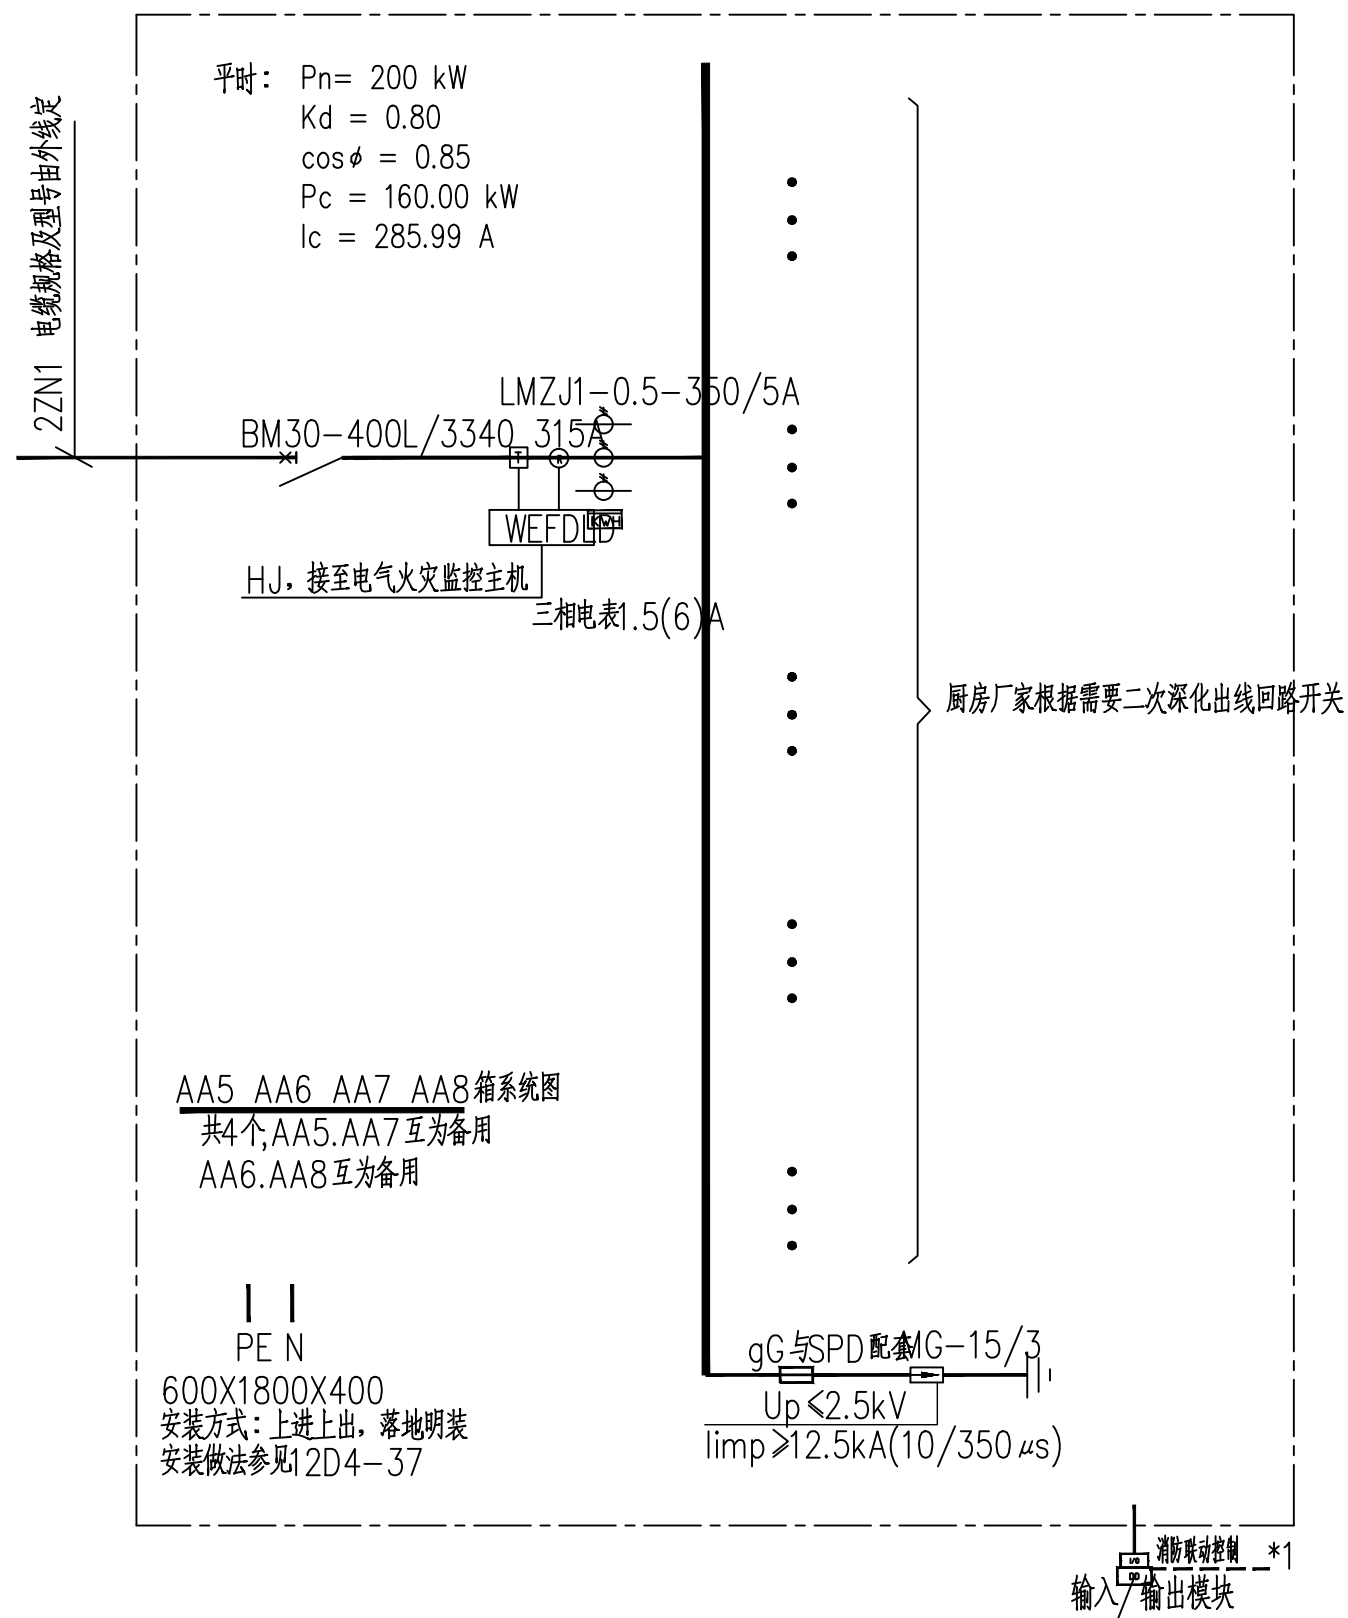 平时: Pn= 200 kW
Kd = 0.80
cosφ = 0.85
Pc = 160.00 kW
Ic = 285.99 A
2ZN1 电缆规格及型号由外线定
LMZJ1-0.5-350/5A
BM30-400L/3340 315A
T
R
WEFDLD
KWH
HJ，接至电气火灾监控主机
三相电表1.5(6)A
厨房厂家根据需要二次深化出线回路开关
AA5 AA6 AA7 AA8箱系统图
共4个,AA5.AA7互为备用
AA6.AA8互为备用
PE N
600X1800X400
安装方式：上进上出，落地明装
安装做法参见12D4-37
gG与SPD配套 MG-15/3
Up≤2.5kV
Iimp≥12.5kA(10/350μs)
消防联动控制 *1
输入/输出模块